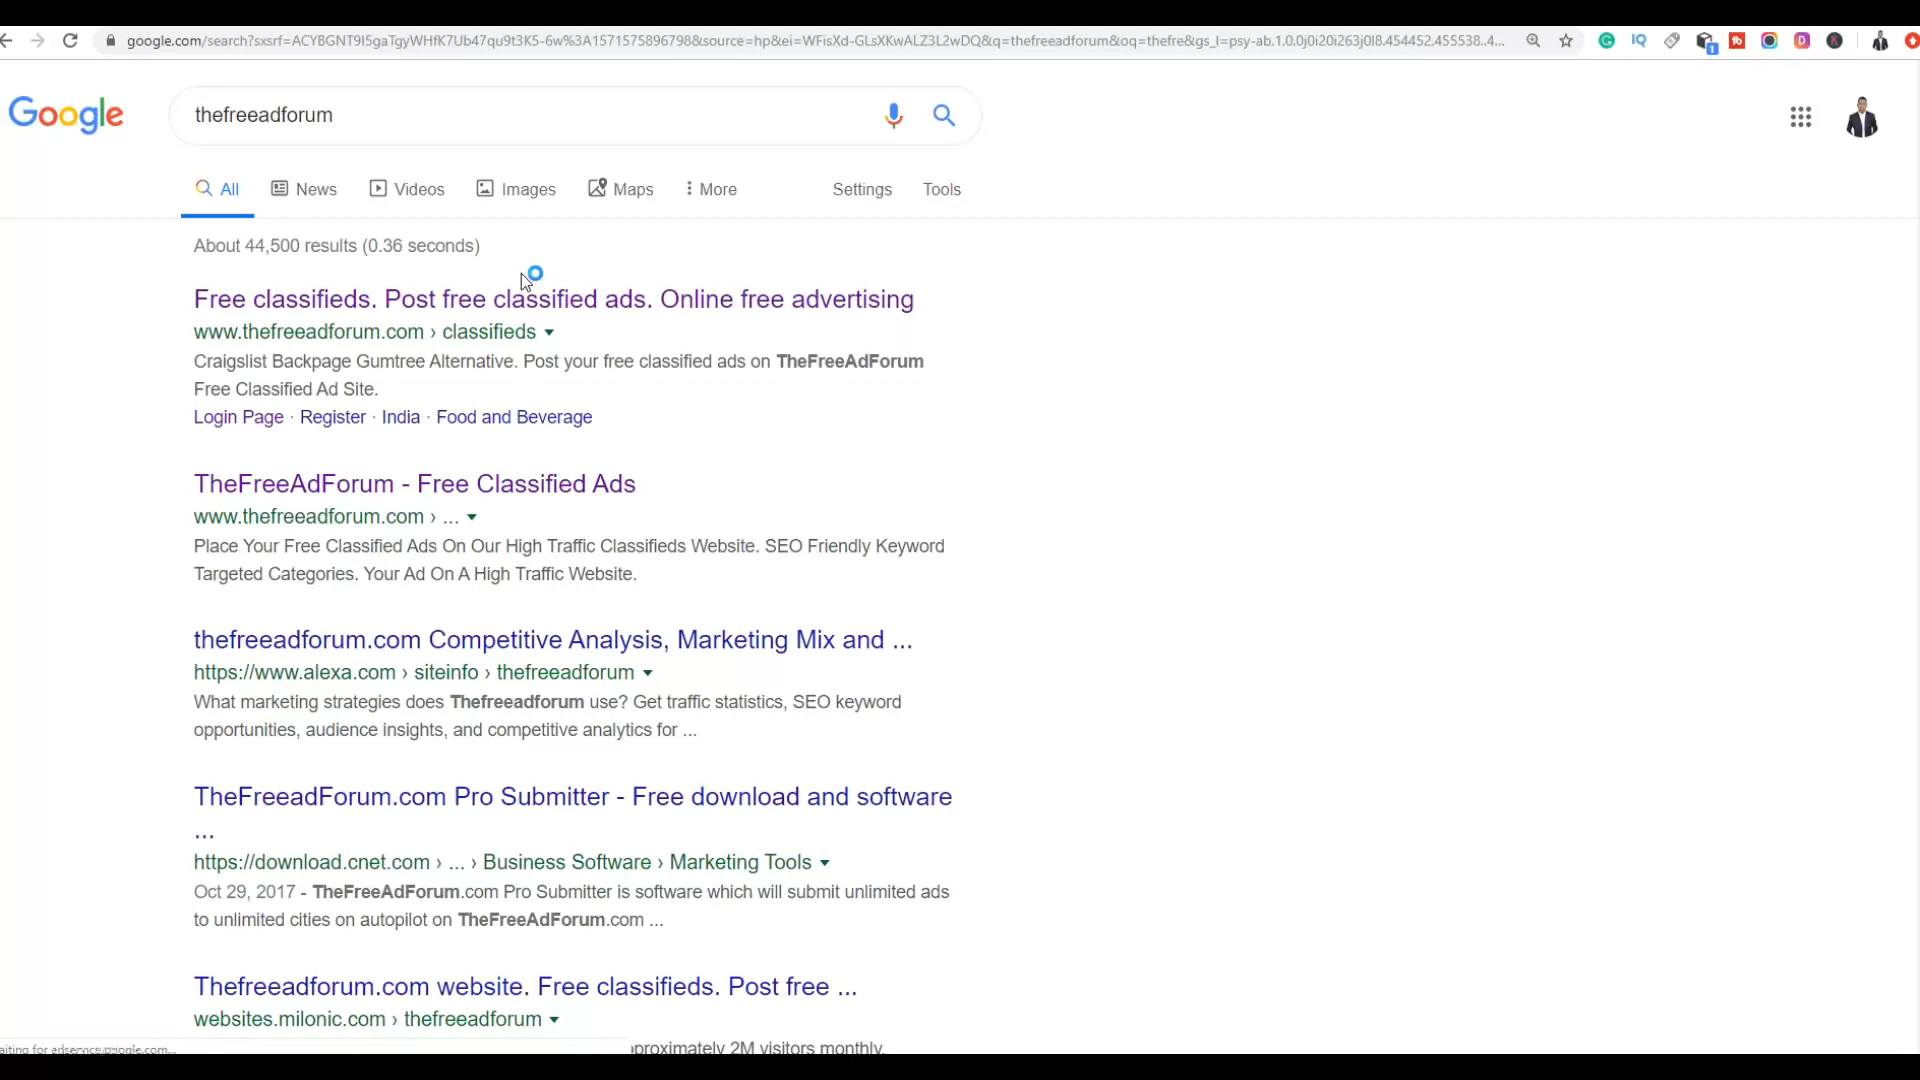 google.com/search?sxsrf=ACYBGNT9I5gaTgyWHfK7Ub47qu9t3K5-6w%3A1571575896798&source=hp&ei=WFisXd-GLsXKwALZ3L2wDQ&q=thefreeadforum&oq=thefre&gs_l=psy-ab.1.0.0j0i20i263j0l8.454452.455538..4...
Google
thefreeadforum
All News Videos Images Maps More Settings Tools
About 44,500 results (0.36 seconds)
Free classifieds. Post free classified ads. Online free advertising
www.thefreeadforum.com › classifieds
Craigslist Backpage Gumtree Alternative. Post your free classified ads on TheFreeAdForum
Free Classified Ad Site.
Login Page · Register · India · Food and Beverage
TheFreeAdForum - Free Classified Ads
www.thefreeadforum.com › ...
Place Your Free Classified Ads On Our High Traffic Classifieds Website. SEO Friendly Keyword
Targeted Categories. Your Ad On A High Traffic Website.
thefreeadforum.com Competitive Analysis, Marketing Mix and ...
https://www.alexa.com › siteinfo › thefreeadforum
What marketing strategies does Thefreeadforum use? Get traffic statistics, SEO keyword
opportunities, audience insights, and competitive analytics for ...
TheFreeadForum.com Pro Submitter - Free download and software
...
https://download.cnet.com › ... › Business Software › Marketing Tools
Oct 29, 2017 - TheFreeAdForum.com Pro Submitter is software which will submit unlimited ads
to unlimited cities on autopilot on TheFreeAdForum.com ...
Thefreeadforum.com website. Free classifieds. Post free ...
websites.milonic.com › thefreeadforum
2M visitors monthly.